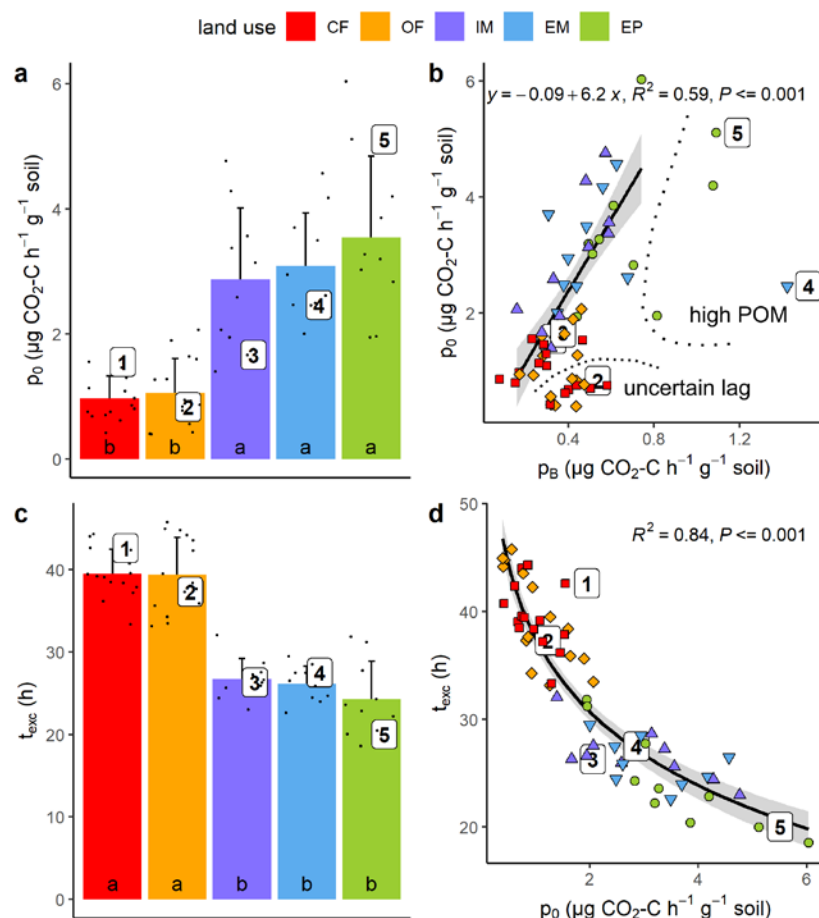 land use CF OF IM EM EP
a
p₀ (µg CO₂-C h⁻¹ g⁻¹ soil)
6
4
2
0
1
2
3
4
5
b b a a a
b
y = −0.09 + 6.2 x, R² = 0.59, P <= 0.001
p₀ (µg CO₂-C h⁻¹ g⁻¹ soil)
6
4
2
5
4
high POM
3
2
uncertain lag
0.4 0.8 1.2
p_B (µg CO₂-C h⁻¹ g⁻¹ soil)
c
t_exc (h)
40
20
0
1
2
3
4
5
a a b b b
d
R² = 0.84, P <= 0.001
t_exc (h)
50
40
30
20
1
2
3
4
5
2 4 6
p₀ (µg CO₂-C h⁻¹ g⁻¹ soil)